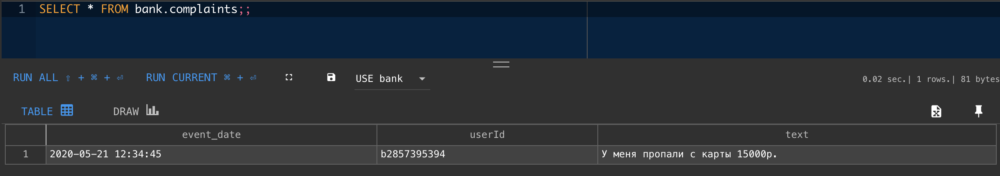 1 SELECT * FROM bank.complaints;;
RUN ALL ⇧ + ⌘ + ⏎ RUN CURRENT ⌘ + ⏎ USE bank 0.02 sec.| 1 rows.| 81 bytes
TABLE DRAW
event_date userId text
1 2020-05-21 12:34:45 b2857395394 У меня пропали с карты 15000р.